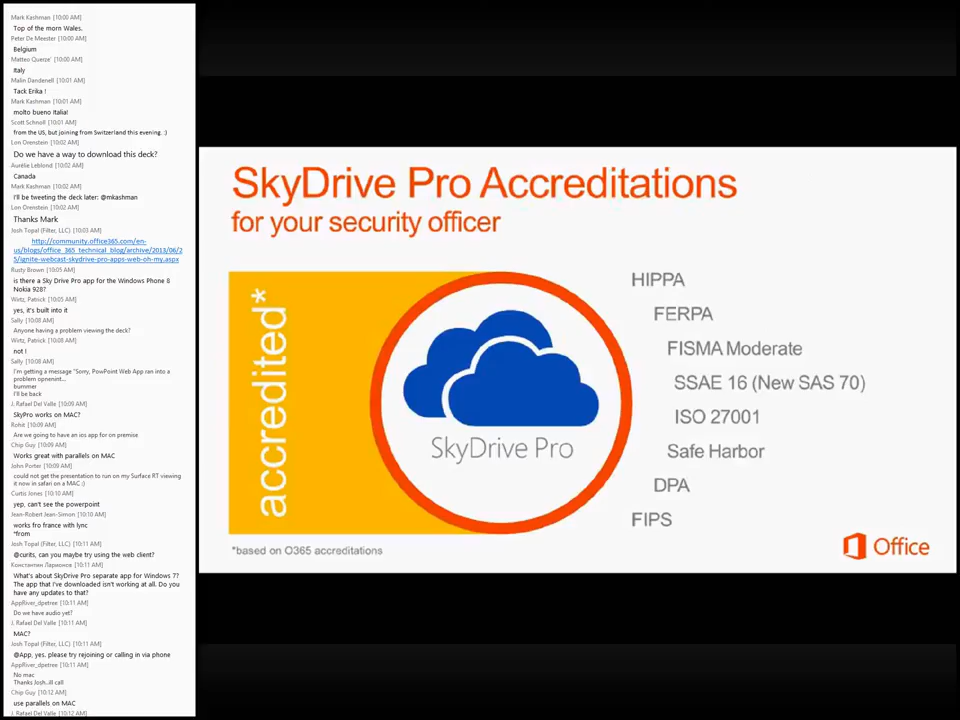 Mark Kashman [10:00 AM]
Top of the morn Wales.
Peter De Meester [10:00 AM]
Belgium
Matteo Querze' [10:00 AM]
Italy
Malin Dandenell [10:01 AM]
Tack Erika !
Mark Kashman [10:01 AM]
molto bueno Italia!
Scott Schnoll [10:01 AM]
from the US, but joining from Switzerland this evening. :)
Lon Orenstein [10:02 AM]
Do we have a way to download this deck?
Aurélie Leblond [10:02 AM]
Canada
Mark Kashman [10:02 AM]
I'll be tweeting the deck later: @mkashman
Lon Orenstein [10:02 AM]
Thanks Mark
Josh Topal (Filter, LLC) [10:03 AM]
http://community.office365.com/en-
us/blogs/office_365_technical_blog/archive/2013/06/2
5/ignite-webcast-skydrive-pro-apps-web-oh-my.aspx
Rusty Brown [10:05 AM]
is there a Sky Drive Pro app for the Windows Phone 8
Nokia 928?
Wirtz, Patrick [10:05 AM]
yes, it's built into it
Sally [10:08 AM]
Anyone having a problem viewing the deck?
Wirtz, Patrick [10:08 AM]
not !
Sally [10:08 AM]
I'm getting a message "Sorry, PowPoint Web App ran into a
problem opnenint...
bummer
I'll be back
J. Rafael Del Valle [10:09 AM]
SkyPro works on MAC?
Rohit [10:09 AM]
Are we going to have an ios app for on premise
Chip Guy [10:09 AM]
Works great with parallels on MAC
John Porter [10:09 AM]
could not get the presentation to run on my Surface RT viewing
it now in safari on a MAC :)
Curtis Jones [10:10 AM]
yep, can't see the powerpoint
Jean-Robert Jean-Simon [10:10 AM]
works fro france with lync
*from
Josh Topal (Filter, LLC) [10:11 AM]
@curits, can you maybe try using the web client?
Константин Ларионов [10:11 AM]
What's about SkyDrive Pro separate app for Windows 7?
The app that I've downloaded isn't working at all. Do you
have any updates to that?
AppRiver_dpetree [10:11 AM]
Do we have audio yet?
J. Rafael Del Valle [10:11 AM]
MAC?
Josh Topal (Filter, LLC) [10:11 AM]
@App, yes. please try rejoining or calling in via phone
AppRiver_dpetree [10:11 AM]
No mac
Thanks Josh...ill call
Chip Guy [10:12 AM]
use parallels on MAC
J. Rafael Del Valle [10:12 AM]
SkyDrive Pro Accreditations
for your security officer
accredited*
SkyDrive Pro
HIPPA
FERPA
FISMA Moderate
SSAE 16 (New SAS 70)
ISO 27001
Safe Harbor
DPA
FIPS
*based on O365 accreditations
Office